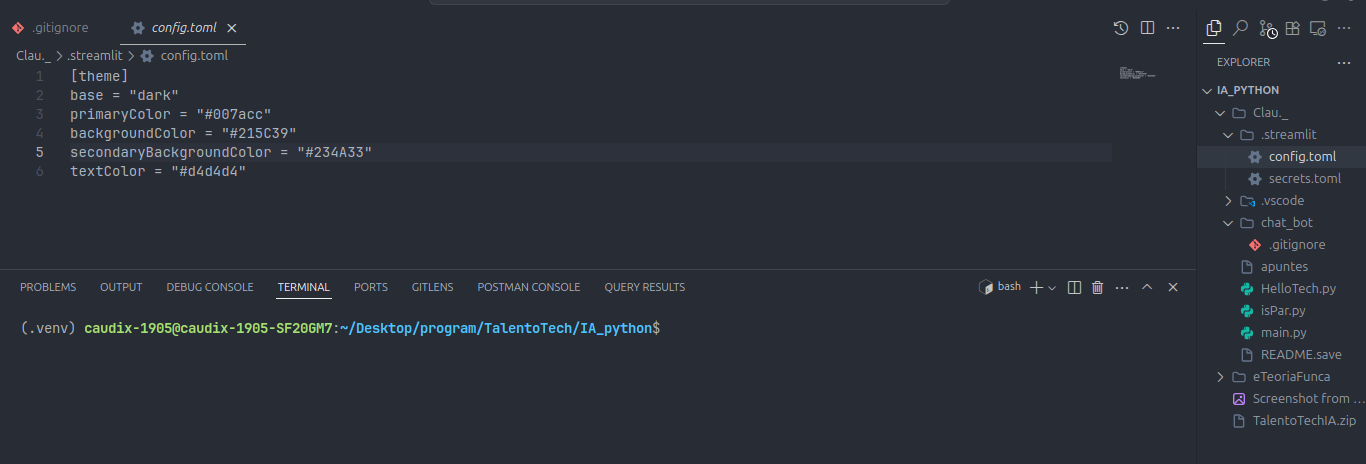 .gitignore
config.toml
Clau._ > .streamlit > config.toml
1 [theme]
2 base = "dark"
3 primaryColor = "#007acc"
4 backgroundColor = "#215C39"
5 secondaryBackgroundColor = "#234A33"
6 textColor = "#d4d4d4"
PROBLEMS OUTPUT DEBUG CONSOLE TERMINAL PORTS GITLENS POSTMAN CONSOLE QUERY RESULTS
bash
(.venv) caudix-1905@caudix-1905-SF20GM7:~/Desktop/program/TalentoTech/IA_python$
EXPLORER
IA_PYTHON
Clau._
.streamlit
config.toml
secrets.toml
.vscode
chat_bot
.gitignore
apuntes
HelloTech.py
isPar.py
main.py
README.save
eTeoriaFunca
Screenshot from ...
TalentoTechIA.zip